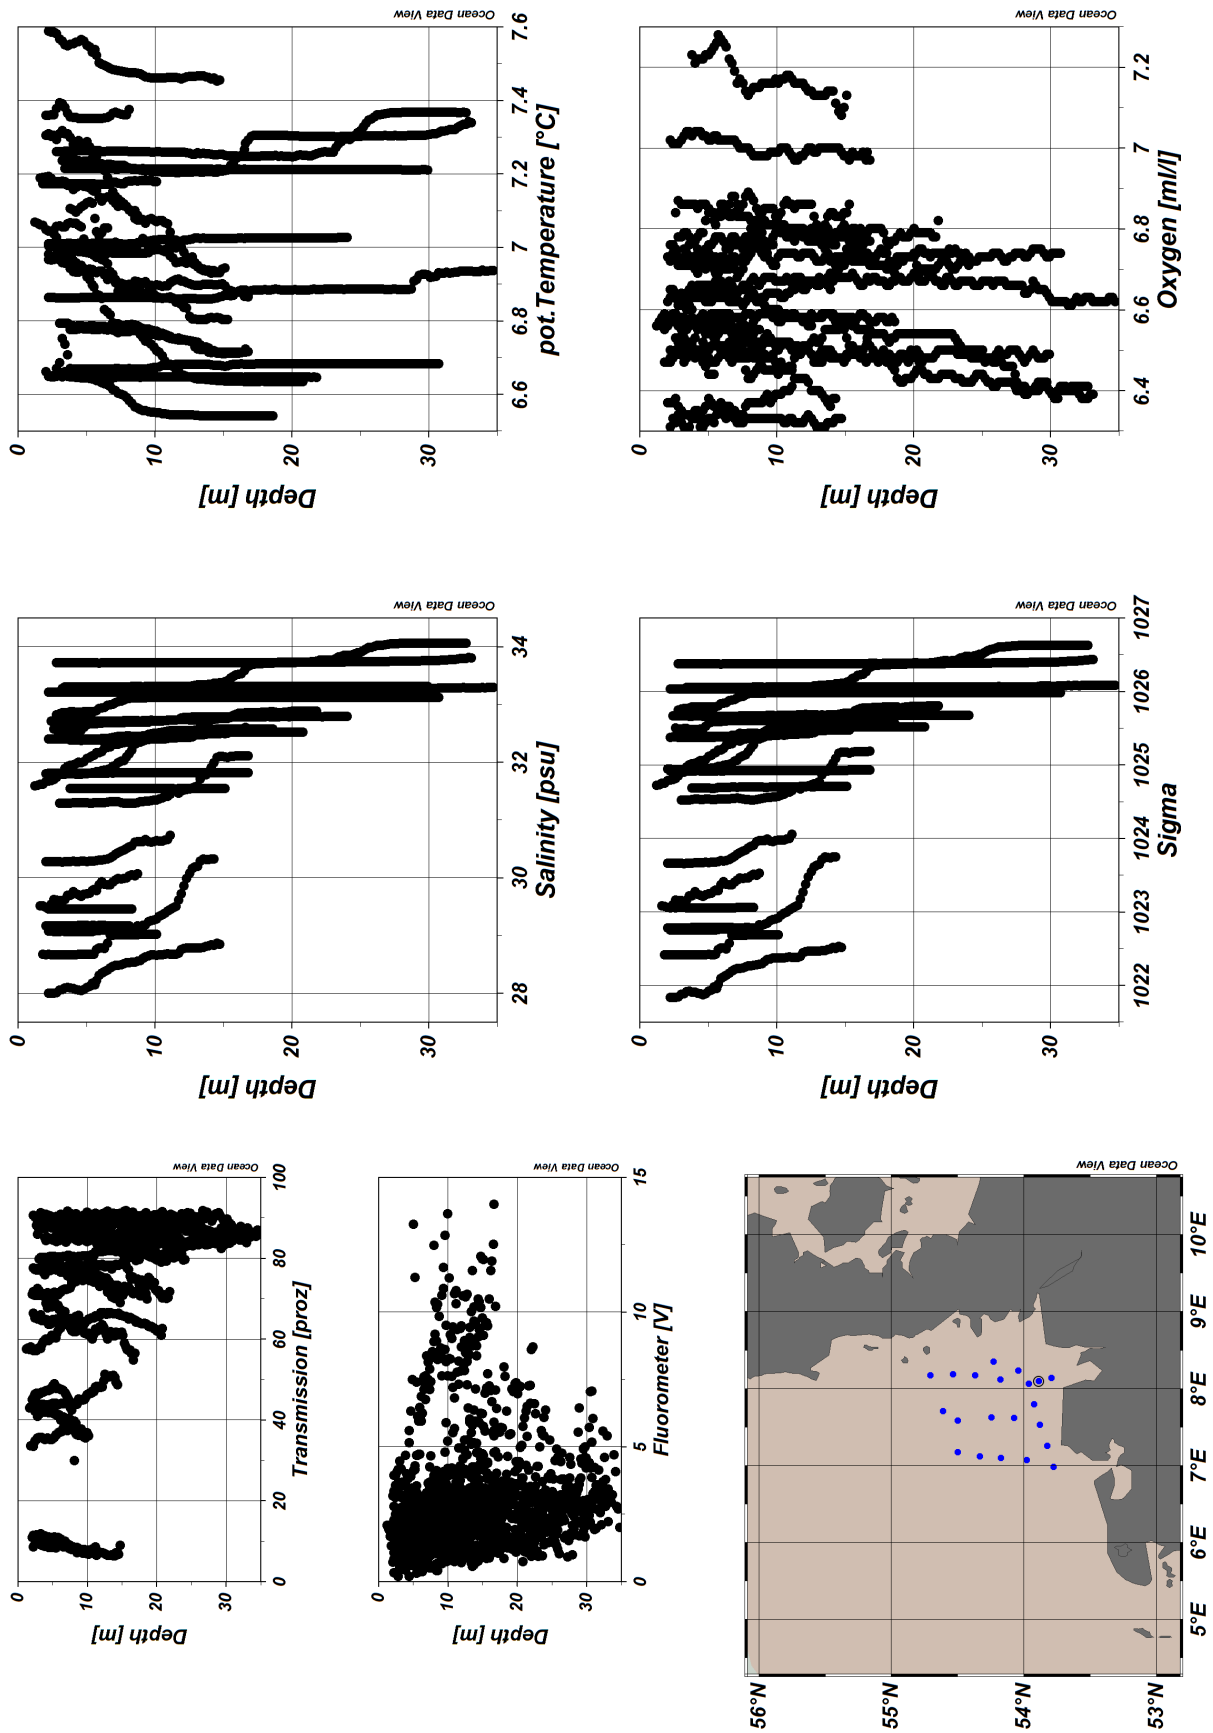 Ocean Data View
0
20
40
60
80
100
0
10
20
30
Transmission [proz]
Depth [m]
Ocean Data View
28
30
32
34
0
10
20
30
Salinity [psu]
Depth [m]
Ocean Data View
6.6
6.8
7
7.2
7.4
7.6
0
10
20
30
pot.Temperature [°C]
Depth [m]
Ocean Data View
0
5
10
15
0
10
20
30
Fluorometer [V]
Depth [m]
Ocean Data View
1022
1023
1024
1025
1026
1027
0
10
20
30
Sigma
Depth [m]
Ocean Data View
6.4
6.6
6.8
7
7.2
0
10
20
30
Oxygen [ml/l]
Depth [m]
Ocean Data View
56°N
55°N
54°N
53°N
5°E
6°E
7°E
8°E
9°E
10°E